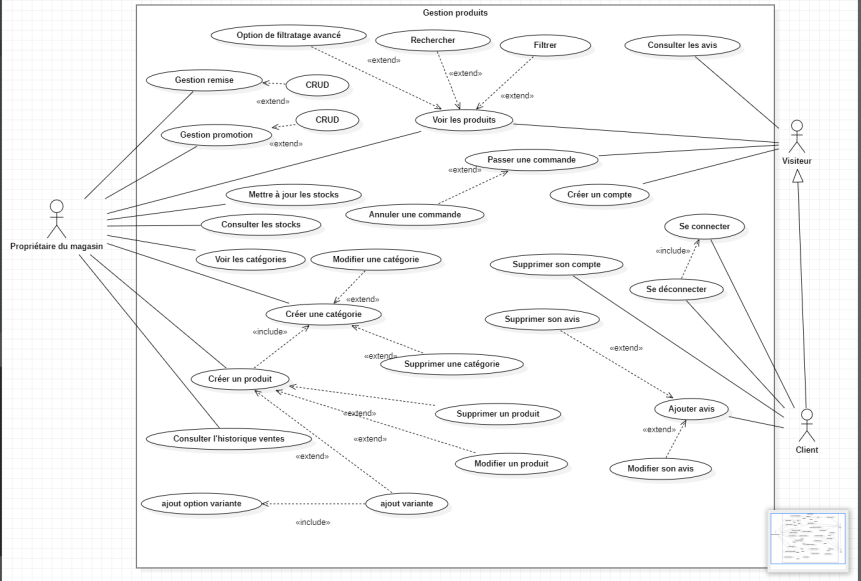 Gestion produits
Option de filtratage avancé
Rechercher
Filtrer
Consulter les avis
«extend»
«extend»
«extend»
Gestion remise
CRUD
«extend»
Voir les produits
CRUD
Gestion promotion
«extend»
Passer une commande
Visiteur
«extend»
Mettre à jour les stocks
Créer un compte
Annuler une commande
Consulter les stocks
Se connecter
Propriétaire du magasin
«include»
Voir les catégories
Modifier une catégorie
Supprimer son compte
Se déconnecter
«extend»
Créer une catégorie
Supprimer son avis
«include»
«extend»
«extend»
Supprimer une catégorie
Créer un produit
Ajouter avis
«extend»
Supprimer un produit
«extend»
Consulter l'historique ventes
«extend»
Client
«extend»
Modifier un produit
Modifier son avis
ajout option variante
ajout variante
«include»